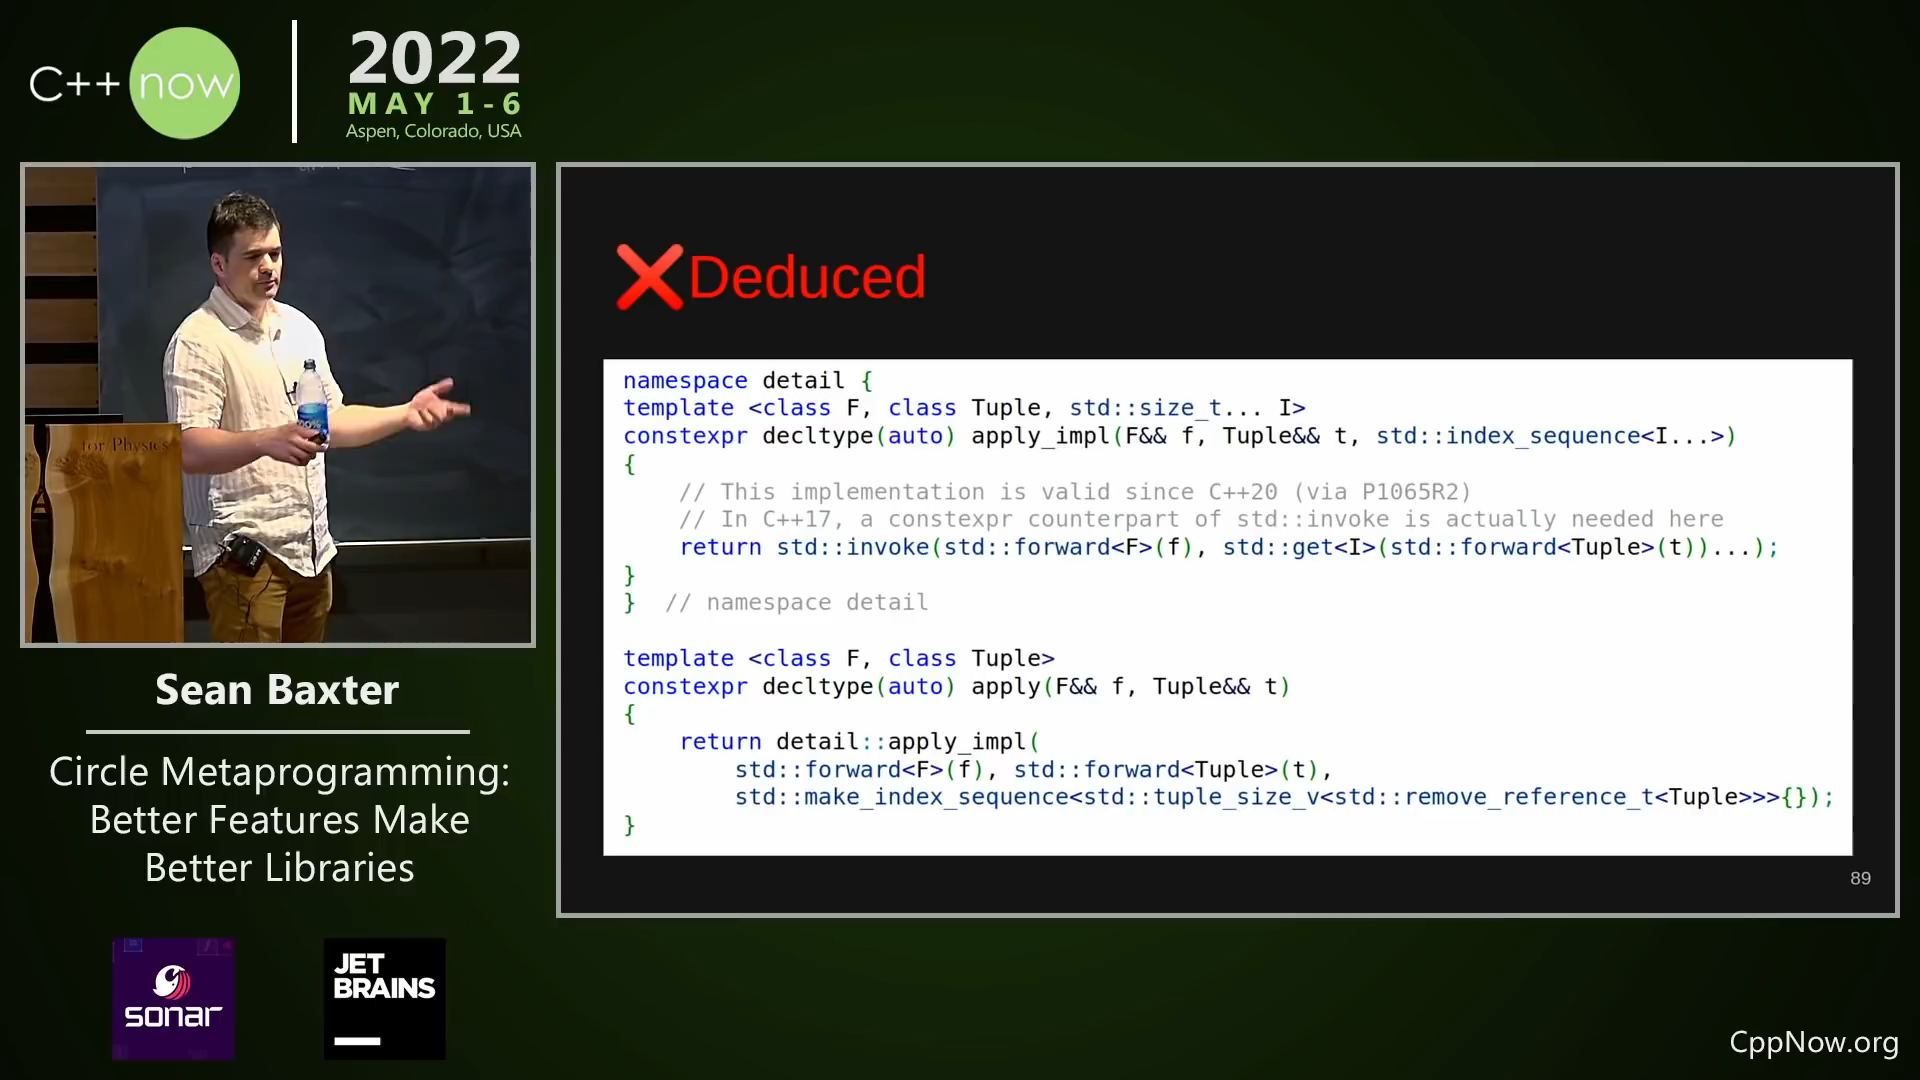 C++ now
2022
MAY 1-6
Aspen, Colorado, USA
for Physics
Sean Baxter
Circle Metaprogramming:
Better Features Make
Better Libraries
sonar
JET
BRAINS
❌Deduced
namespace detail {
template <class F, class Tuple, std::size_t... I>
constexpr decltype(auto) apply_impl(F&& f, Tuple&& t, std::index_sequence<I...>)
{
    // This implementation is valid since C++20 (via P1065R2)
    // In C++17, a constexpr counterpart of std::invoke is actually needed here
    return std::invoke(std::forward<F>(f), std::get<I>(std::forward<Tuple>(t))...);
}
}  // namespace detail
template <class F, class Tuple>
constexpr decltype(auto) apply(F&& f, Tuple&& t)
{
    return detail::apply_impl(
        std::forward<F>(f), std::forward<Tuple>(t),
        std::make_index_sequence<std::tuple_size_v<std::remove_reference_t<Tuple>>>{});
}
89
CppNow.org